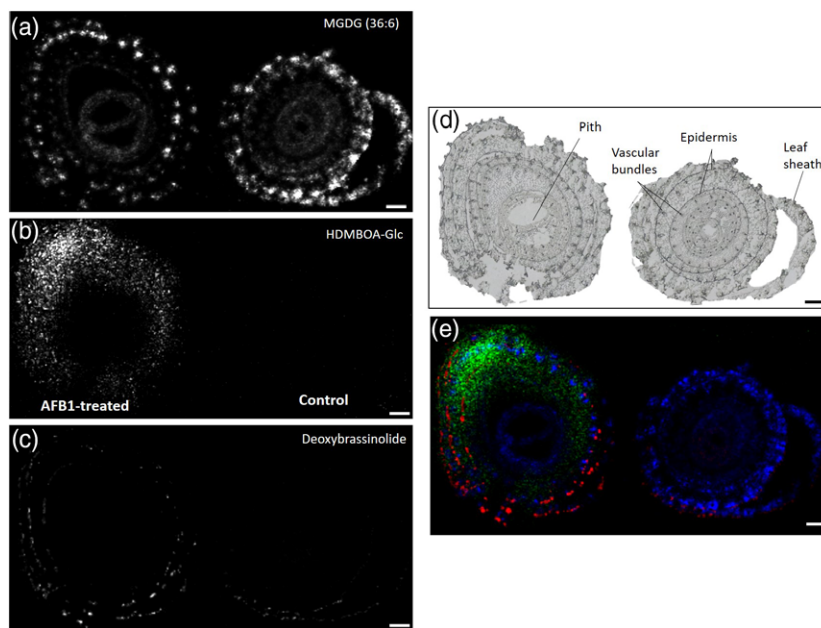 (a)
MGDG (36:6)
(b)
HDMBOA-Glc
AFB1-treated
Control
(c)
Deoxybrassinolide
(d)
Pith
Vascular
bundles
Epidermis
Leaf
sheath
(e)